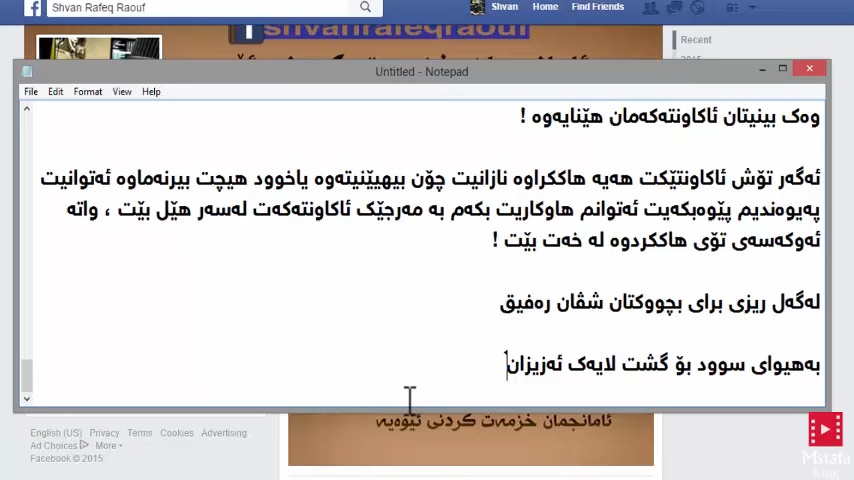 Shvan Rafeq Raouf
Shvan Home Find Friends
shvanrafeqraouf
Recent
2015
Untitled - Notepad
File Edit Format View Help
وەک بینیتان ئاکاونتەکەمان هێنایەوە !
ئەگەر تۆش ئاکاونتێکت هەیە هاککراوە نازانیت چۆن بیهێنیتەوە یاخوود هیچت بیرنەماوە ئەتوانیت
پەیوەندیم پێوەبکەیت ئەتوانم هاوکاریت بکەم بە مەرجێک ئاکاونتەکەت لەسەر هێل بێت ، واتە
ئەوکەسەی تۆی هاککردوە لە خەت بێت !
لەگەل ریزی برای بچووکتان شڤان رەفیق
بەهیوای سوود بۆ گشت لایەک ئەزیزان
ئامانجمان خزمەت کردنی ئێوەیە
English (US) Privacy Terms Cookies Advertising
Ad Choices More
Facebook © 2015
Mstafa
King